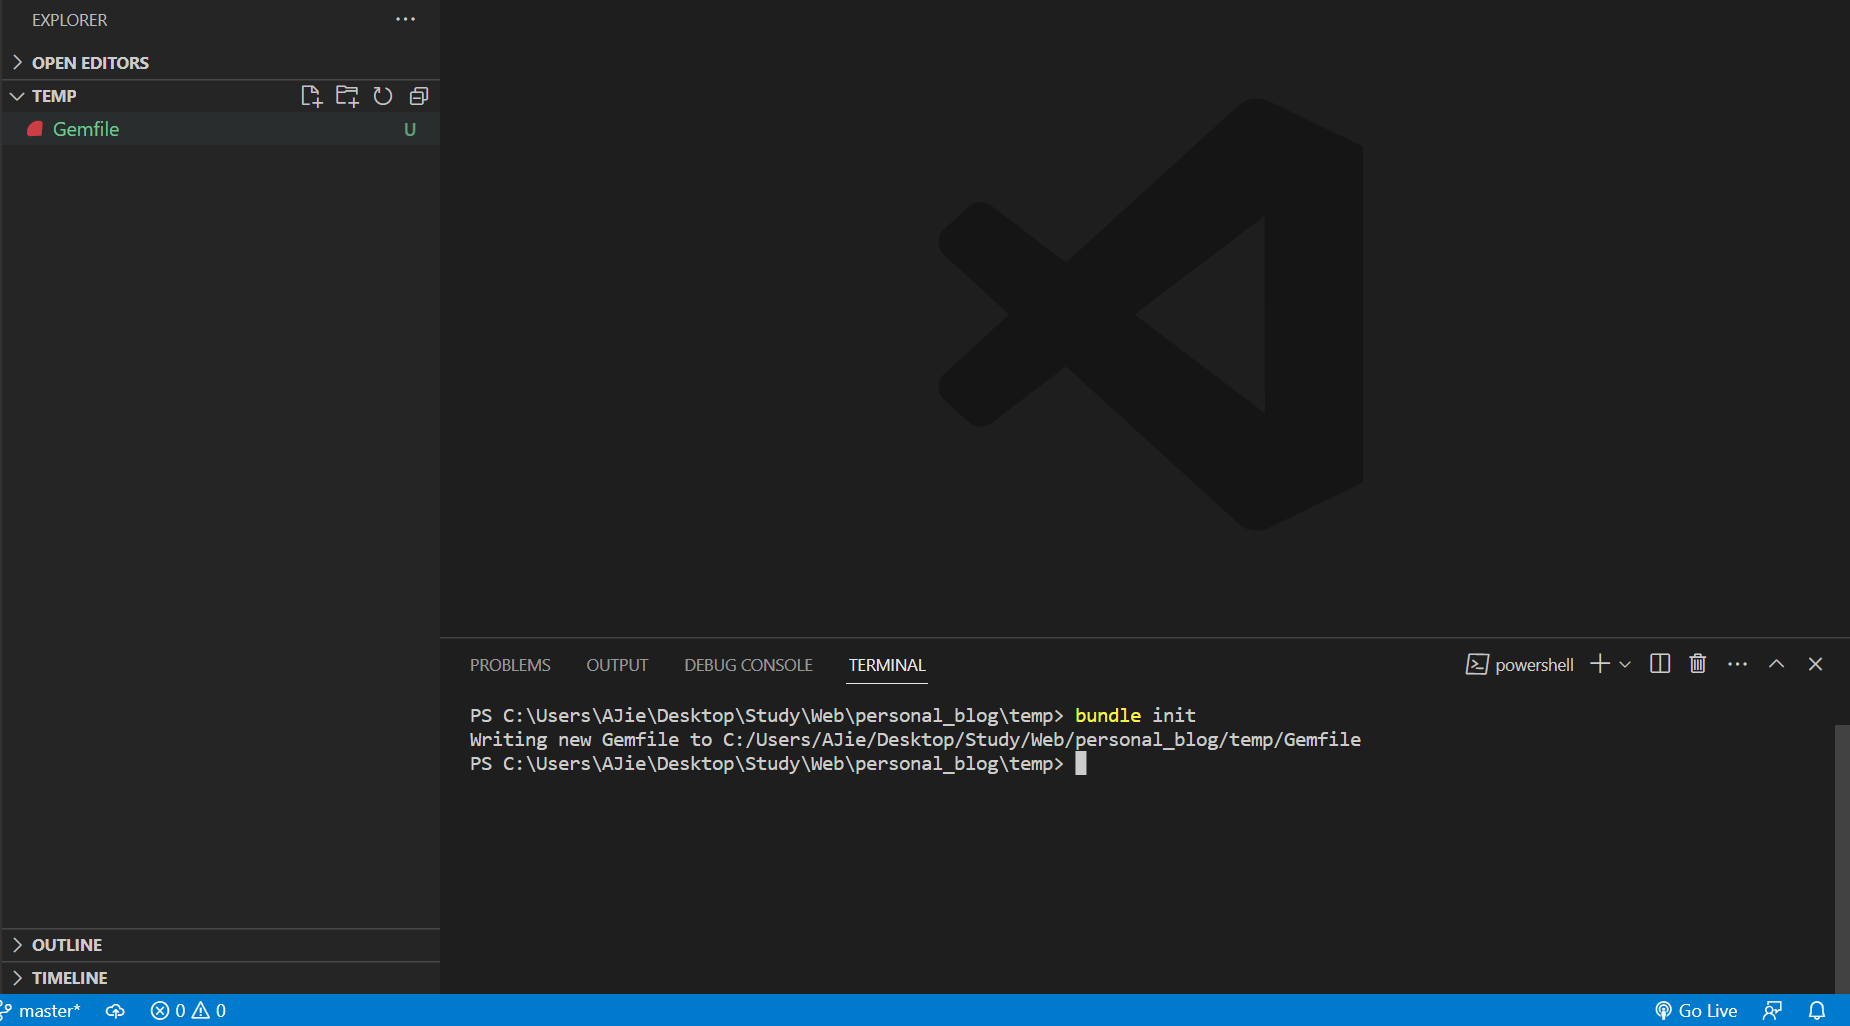 EXPLORER
OPEN EDITORS
TEMP
Gemfile U
PROBLEMS OUTPUT DEBUG CONSOLE TERMINAL powershell
PS C:\Users\AJie\Desktop\Study\Web\personal_blog\temp> bundle init
Writing new Gemfile to C:/Users/AJie/Desktop/Study/Web/personal_blog/temp/Gemfile
PS C:\Users\AJie\Desktop\Study\Web\personal_blog\temp>
OUTLINE
TIMELINE
master* 0 0 Go Live